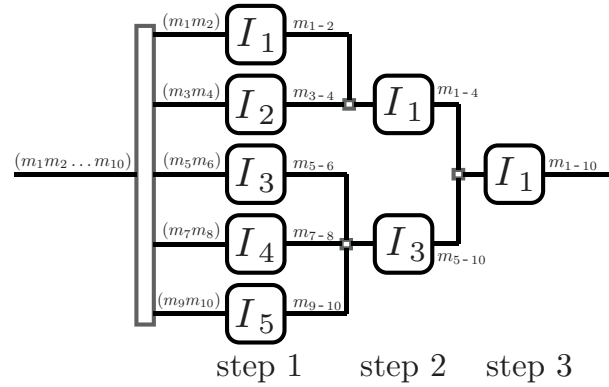 (m₁m₂) I₁ m₁₋₂
(m₃m₄) I₂ m₃₋₄ I₁ m₁₋₄
(m₁m₂ … m₁₀) (m₅m₆) I₃ m₅₋₆ I₁ m₁₋₁₀
(m₇m₈) I₄ m₇₋₈ I₃ m₅₋₁₀
(m₉m₁₀) I₅ m₉₋₁₀
step 1 step 2 step 3